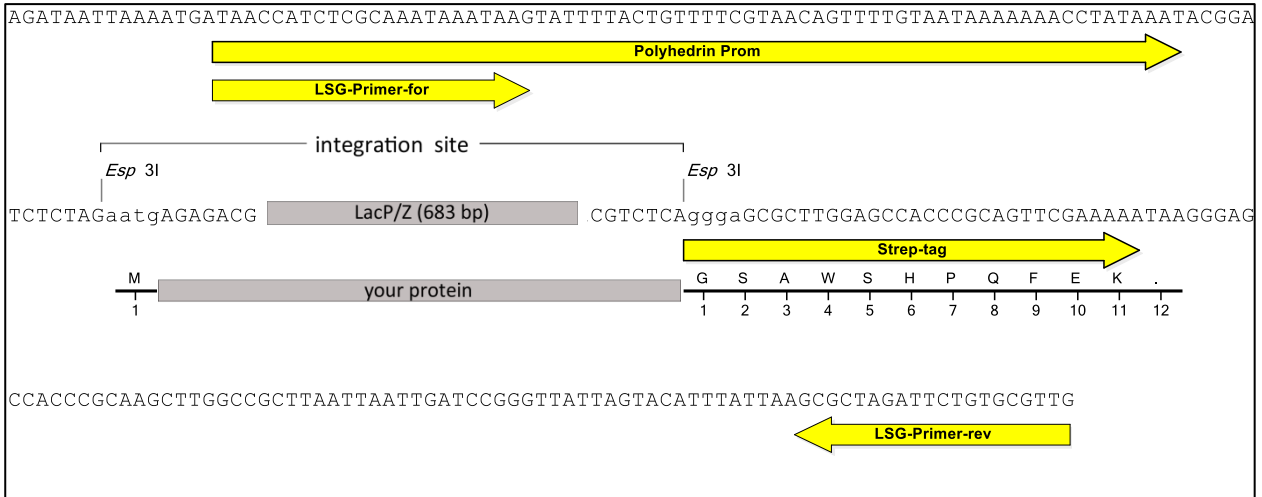 AGATAATTAAAATGATAACCATCTCGCAAATAAATAAGTATTTTACTGTTTTCGTAACAGTTTTGTAATAAAAAAACCTATAAATACGGA
Polyhedrin Prom
LSG-Primer-for
integration site
Esp 3I
Esp 3I
TCTCTAGaatgAGAGACG LacP/Z (683 bp) CGTCTCAgggaGCGCTTGGAGCCACCCGCAGTTCGAAAAATAAGGGAG
Strep-tag
M your protein G S A W S H P Q F E K .
1 1 2 3 4 5 6 7 8 9 10 11 12
CCACCCGCAAGCTTGGCCGCTTAATTAATTGATCCGGGTTATTAGTACATTTATTAAGCGCTAGATTCTGTGCGTTG
LSG-Primer-rev